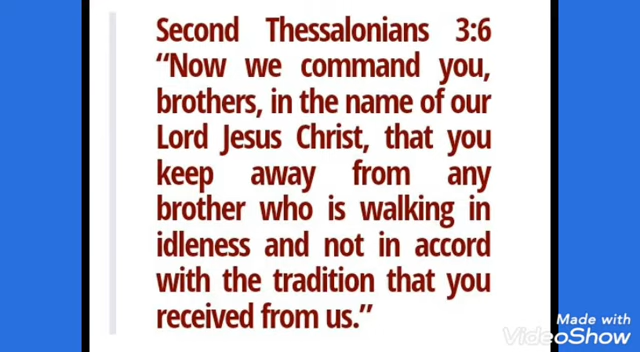 Second Thessalonians 3:6
“Now we command you,
brothers, in the name of our
Lord Jesus Christ, that you
keep away from any
brother who is walking in
idleness and not in accord
with the tradition that you
received from us.”
Made with
VideoShow